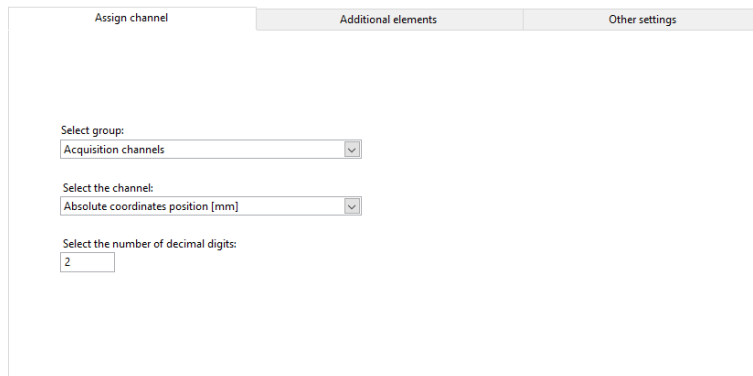 Assign channel
Additional elements
Other settings
Select group:
Acquisition channels
Select the channel:
Absolute coordinates position [mm]
Select the number of decimal digits:
2